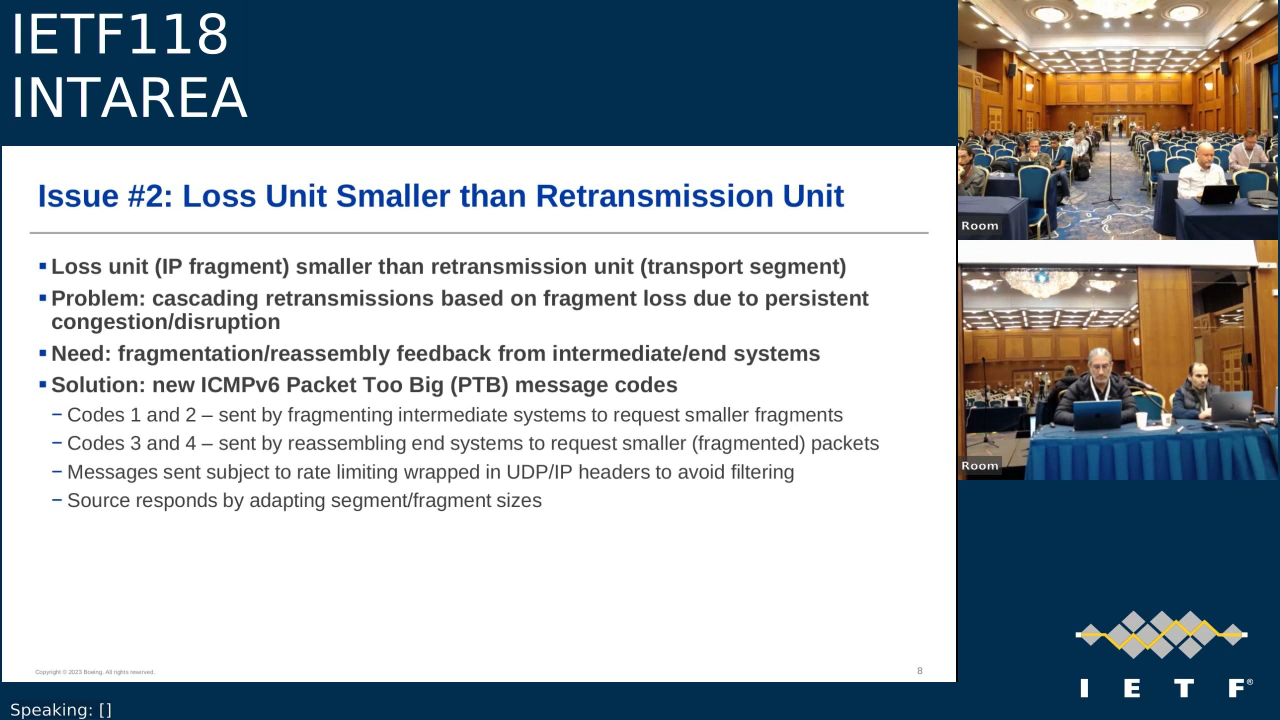 IETF118
INTAREA
Issue #2: Loss Unit Smaller than Retransmission Unit
▪ Loss unit (IP fragment) smaller than retransmission unit (transport segment)
▪ Problem: cascading retransmissions based on fragment loss due to persistent
congestion/disruption
▪ Need: fragmentation/reassembly feedback from intermediate/end systems
▪ Solution: new ICMPv6 Packet Too Big (PTB) message codes
− Codes 1 and 2 – sent by fragmenting intermediate systems to request smaller fragments
− Codes 3 and 4 – sent by reassembling end systems to request smaller (fragmented) packets
− Messages sent subject to rate limiting wrapped in UDP/IP headers to avoid filtering
− Source responds by adapting segment/fragment sizes
Copyright © 2023 Boeing. All rights reserved.
8
Speaking: []
Room
Room
I E T F®